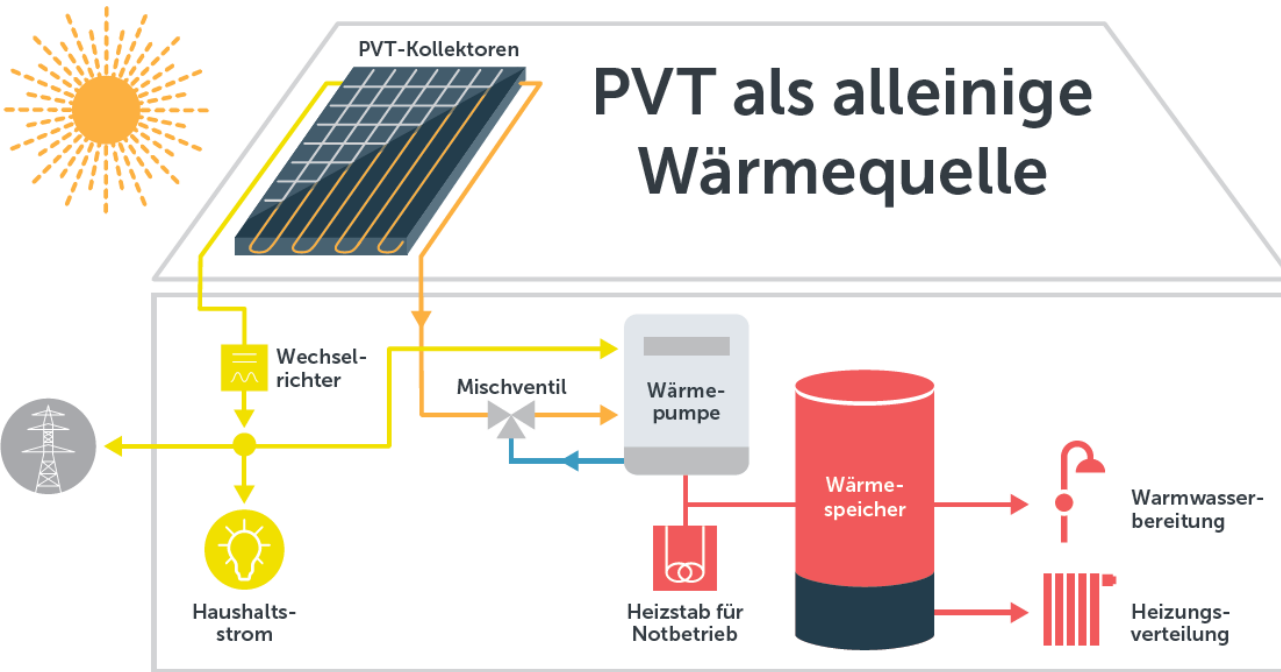 PVT-Kollektoren
PVT als alleinige
Wärmequelle
Wechsel-
richter
Mischventil
Wärme-
pumpe
Wärme-
speicher
Warmwasser-
bereitung
Haushalts-
strom
Heizstab für
Notbetrieb
Heizungs-
verteilung